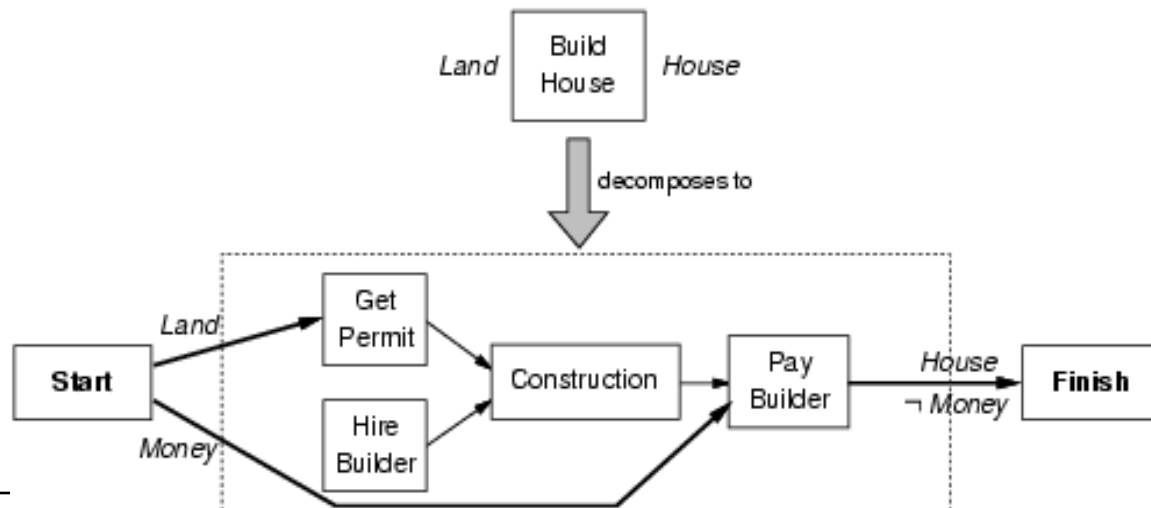 Land
Build
House
House
decomposes to
Start
Land
Money
Get
Permit
Hire
Builder
Construction
Pay
Builder
House
¬ Money
Finish